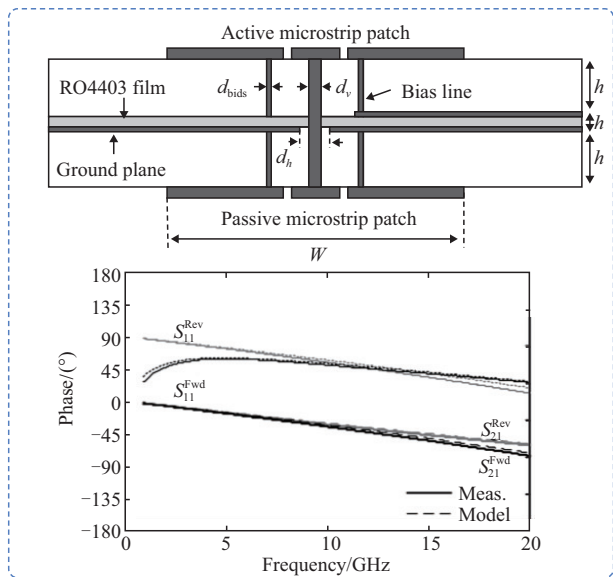 Active microstrip patch
RO4403 film
d_bids
d_v
Bias line
h
h
h
d_h
Ground plane
Passive microstrip patch
W
180
135
90
45
0
−45
−90
−135
−180
Phase/(°)
S_11^Rev
S_11^Fwd
S_21^Rev
S_21^Fwd
Meas.
Model
0 5 10 15 20
Frequency/GHz